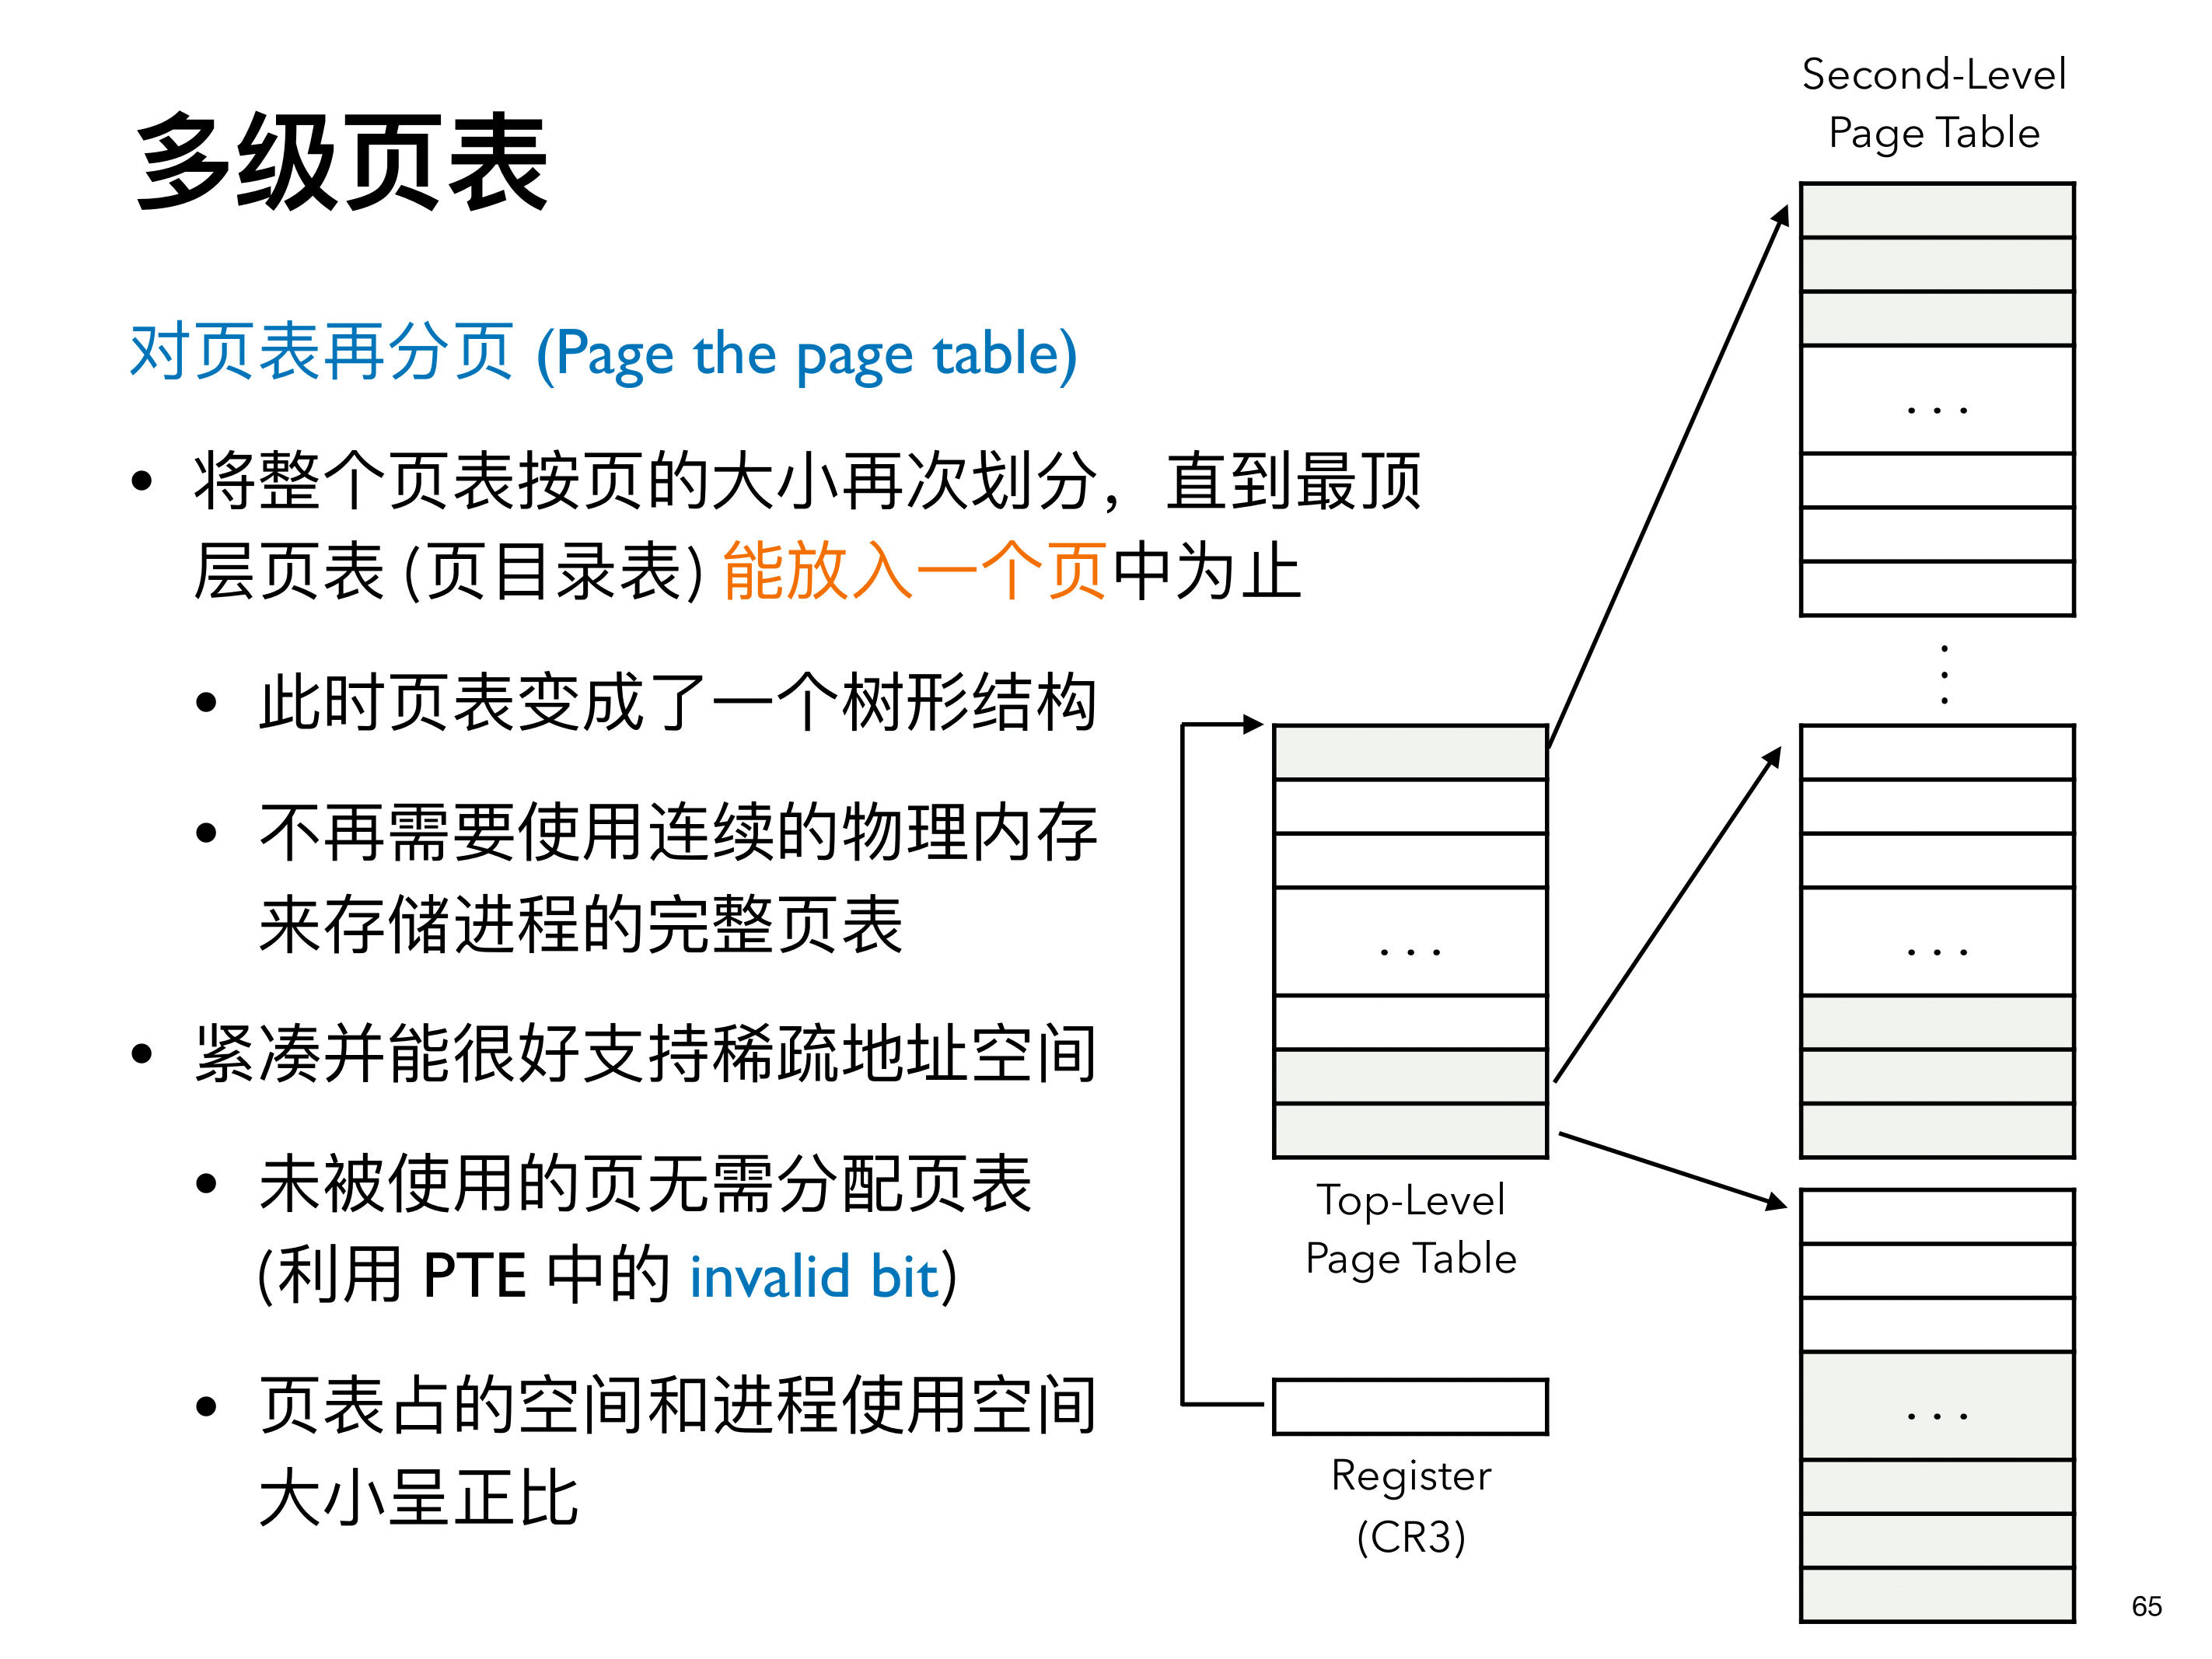 多级页表
对页表再分页 (Page the page table)
• 将整个页表按页的大小再次划分，直到最顶
层页表 (页目录表) 能放入一个页中为止
• 此时页表变成了一个树形结构
• 不再需要使用连续的物理内存
来存储进程的完整页表
• 紧凑并能很好支持稀疏地址空间
• 未被使用的页无需分配页表
(利用 PTE 中的 invalid bit)
• 页表占的空间和进程使用空间
大小呈正比
Second-Level
Page Table
...
...
...
...
Top-Level
Page Table
...
Register
(CR3)
65